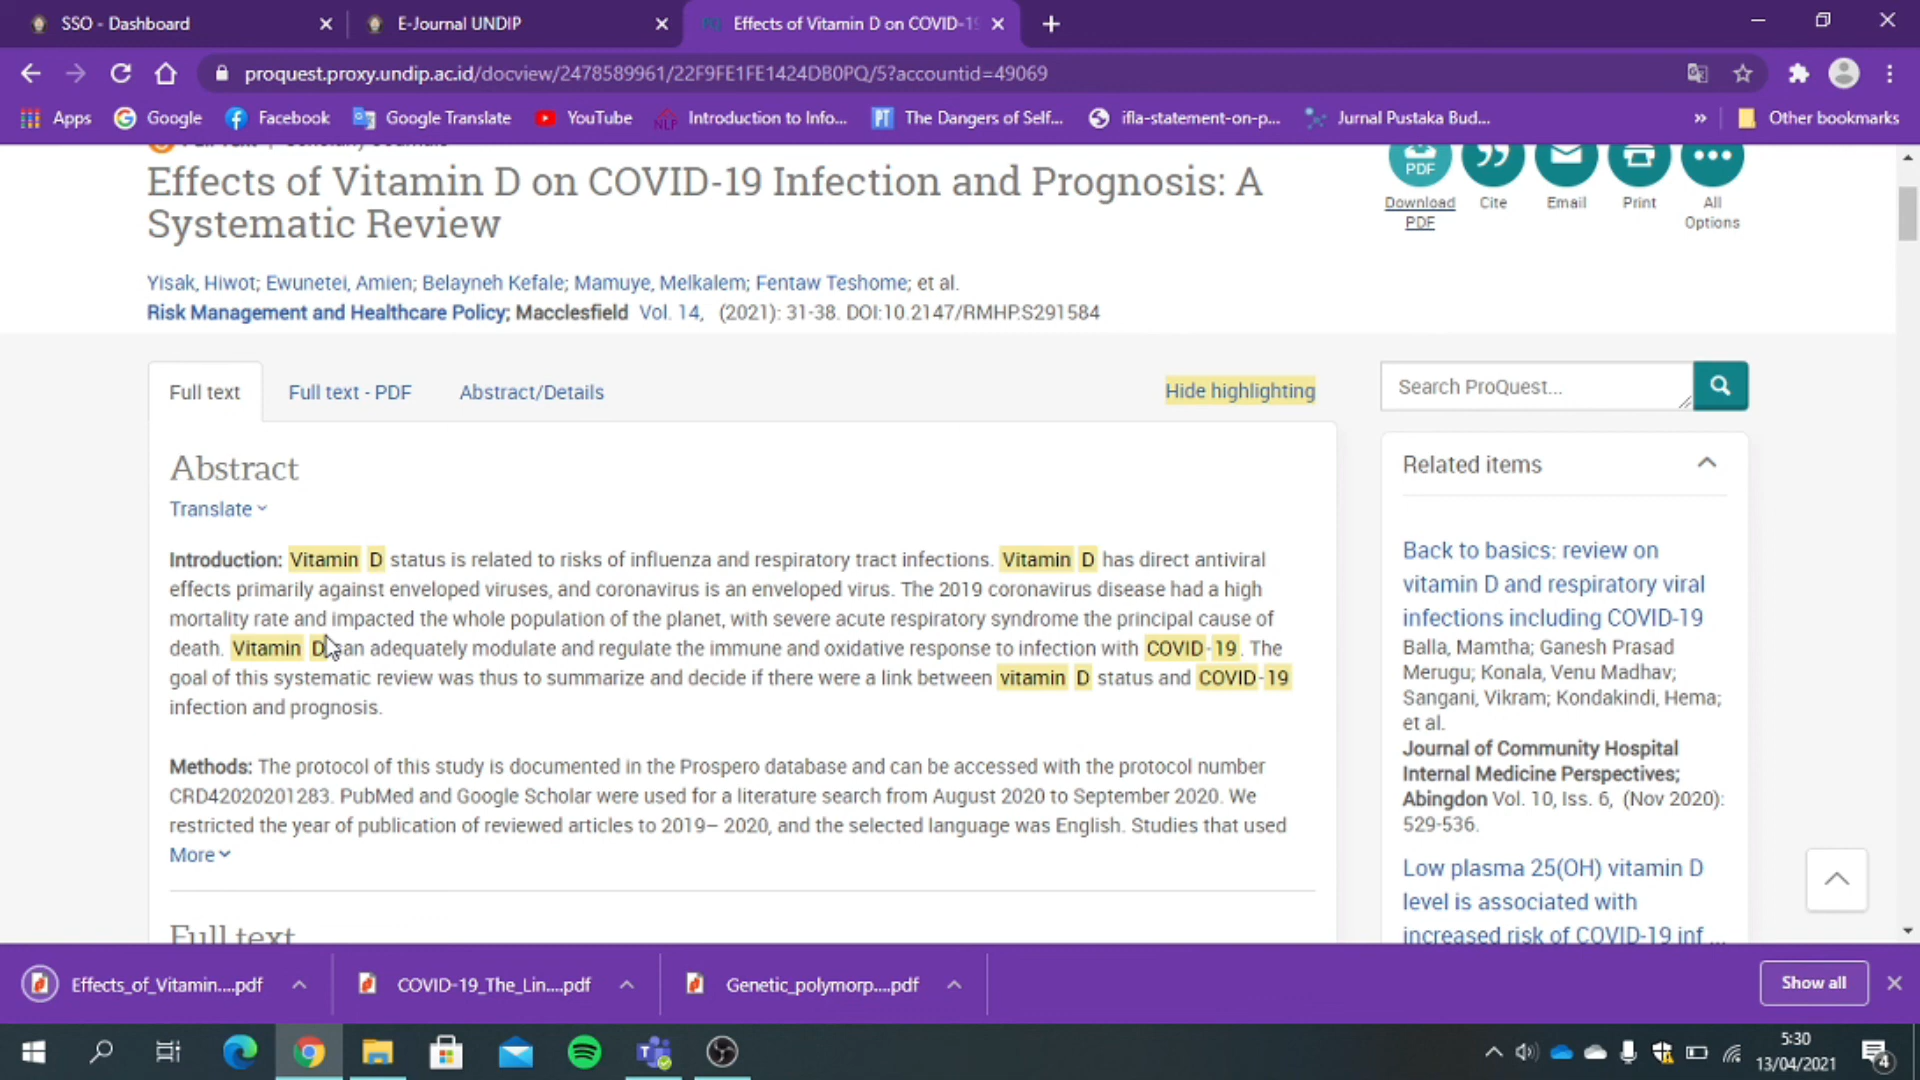 SSO - Dashboard
E-Journal UNDIP
Effects of Vitamin D on COVID-19
proquest.proxy.undip.ac.id/docview/2478589961/22F9FE1FE1424DB0PQ/5?accountid=49069
Apps
Google
Facebook
Google Translate
YouTube
NLP
Introduction to Info...
PT
The Dangers of Self...
ifla-statement-on-p...
Jurnal Pustaka Bud...
»
Other bookmarks
Effects of Vitamin D on COVID-19 Infection and Prognosis: A
Systematic Review
PDF
Download
PDF
Cite
Email
Print
All
Options
Yisak, Hiwot; Ewunetei, Amien; Belayneh Kefale; Mamuye, Melkalem; Fentaw Teshome; et al.
Risk Management and Healthcare Policy; Macclesfield Vol. 14, (2021): 31-38. DOI:10.2147/RMHP.S291584
Full text
Full text - PDF
Abstract/Details
Hide highlighting
Abstract
Translate
Introduction: Vitamin D status is related to risks of influenza and respiratory tract infections. Vitamin D has direct antiviral
effects primarily against enveloped viruses, and coronavirus is an enveloped virus. The 2019 coronavirus disease had a high
mortality rate and impacted the whole population of the planet, with severe acute respiratory syndrome the principal cause of
death. Vitamin D can adequately modulate and regulate the immune and oxidative response to infection with COVID-19. The
goal of this systematic review was thus to summarize and decide if there were a link between vitamin D status and COVID-19
infection and prognosis.
Methods: The protocol of this study is documented in the Prospero database and can be accessed with the protocol number
CRD42020201283. PubMed and Google Scholar were used for a literature search from August 2020 to September 2020. We
restricted the year of publication of reviewed articles to 2019– 2020, and the selected language was English. Studies that used
More
Full text
Search ProQuest...
Related items
Back to basics: review on
vitamin D and respiratory viral
infections including COVID-19
Balla, Mamtha; Ganesh Prasad
Merugu; Konala, Venu Madhav;
Sangani, Vikram; Kondakindi, Hema;
et al.
Journal of Community Hospital
Internal Medicine Perspectives;
Abingdon Vol. 10, Iss. 6, (Nov 2020):
529-536.
Low plasma 25(OH) vitamin D
level is associated with
increased risk of COVID-19 inf ...
Effects_of_Vitamin....pdf
COVID-19_The_Lin....pdf
Genetic_polymorp....pdf
Show all
5:30
13/04/2021
4